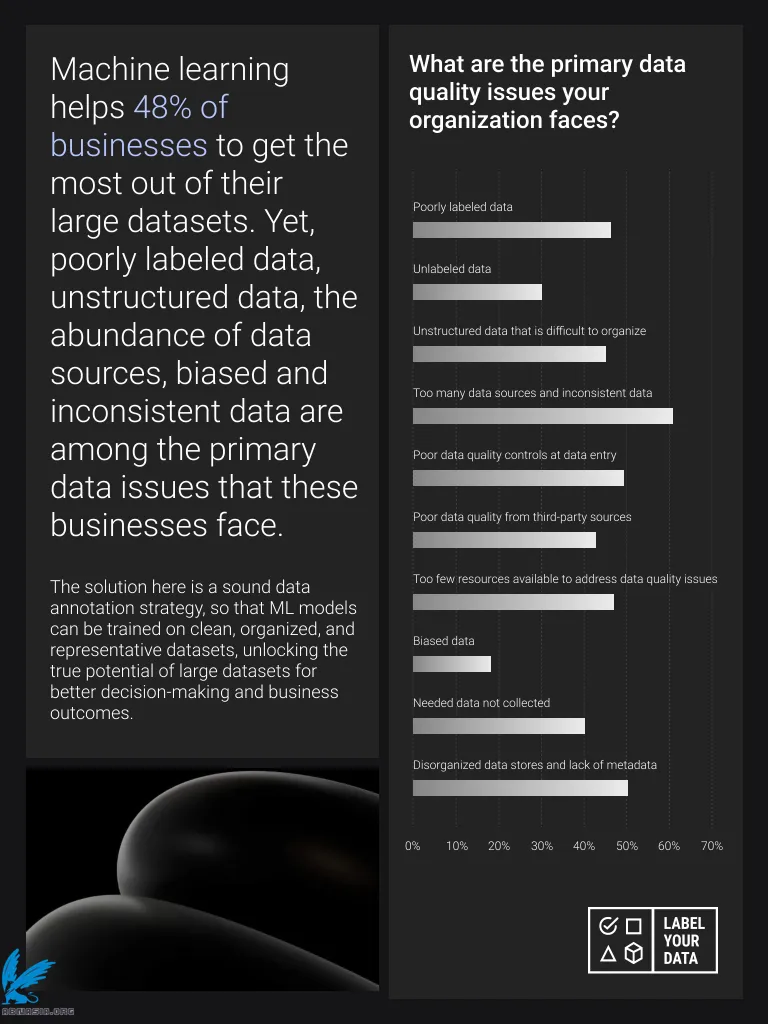 Machine learning
helps 48% of
businesses to get the
most out of their
large datasets. Yet,
poorly labeled data,
unstructured data, the
abundance of data
sources, biased and
inconsistent data are
among the primary
data issues that these
businesses face.
The solution here is a sound data
annotation strategy, so that ML models
can be trained on clean, organized, and
representative datasets, unlocking the
true potential of large datasets for
better decision-making and business
outcomes.
What are the primary data
quality issues your
organization faces?
Poorly labeled data
Unlabeled data
Unstructured data that is difficult to organize
Too many data sources and inconsistent data
Poor data quality controls at data entry
Poor data quality from third-party sources
Too few resources available to address data quality issues
Biased data
Needed data not collected
Disorganized data stores and lack of metadata
0% 10% 20% 30% 40% 50% 60% 70%
LABEL
YOUR
DATA